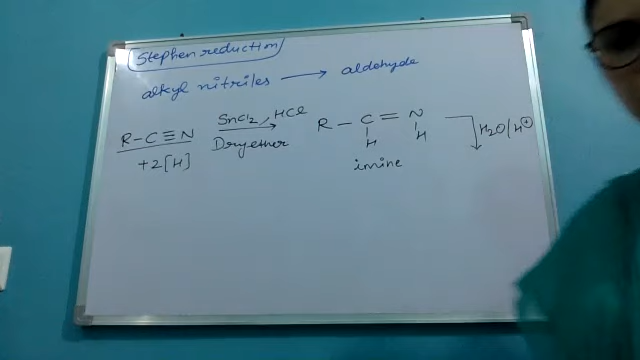 Stephen reduction
alkyl nitriles ⟶ aldehyde
R-C≡N + 2[H] ⟶ (SnCl2, HCl / Dry ether) R-C(H)=N-H ↓ H2O/H⊕
imine